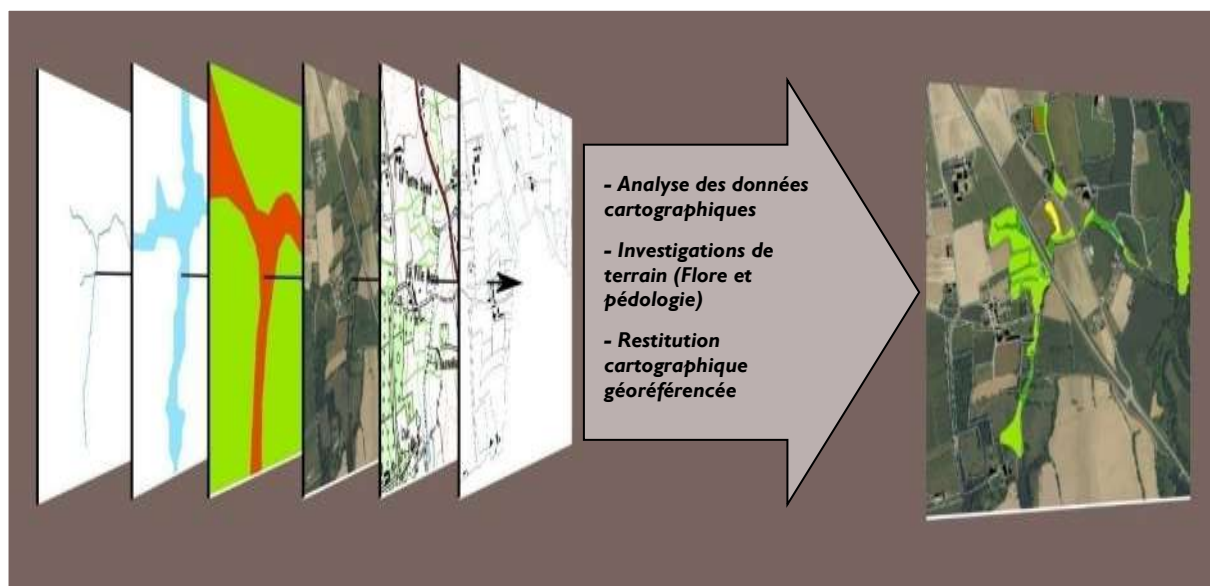 - Analyse des données
cartographiques
- Investigations de
terrain (Flore et
pédologie)
- Restitution
cartographique
géoréférencée